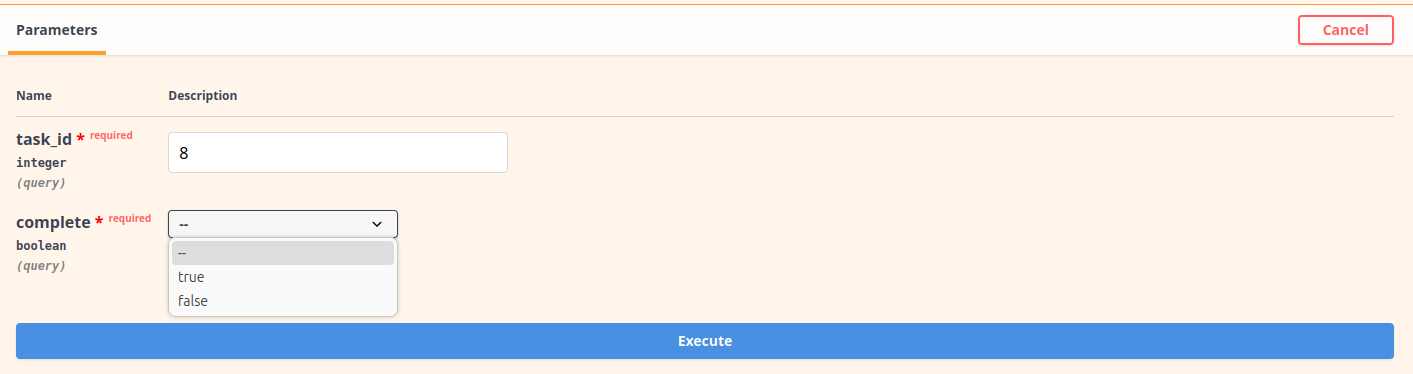 Parameters Cancel
Name Description
task_id * required
integer
(query)
8
complete * required
boolean
(query)
--
--
true
false
Execute